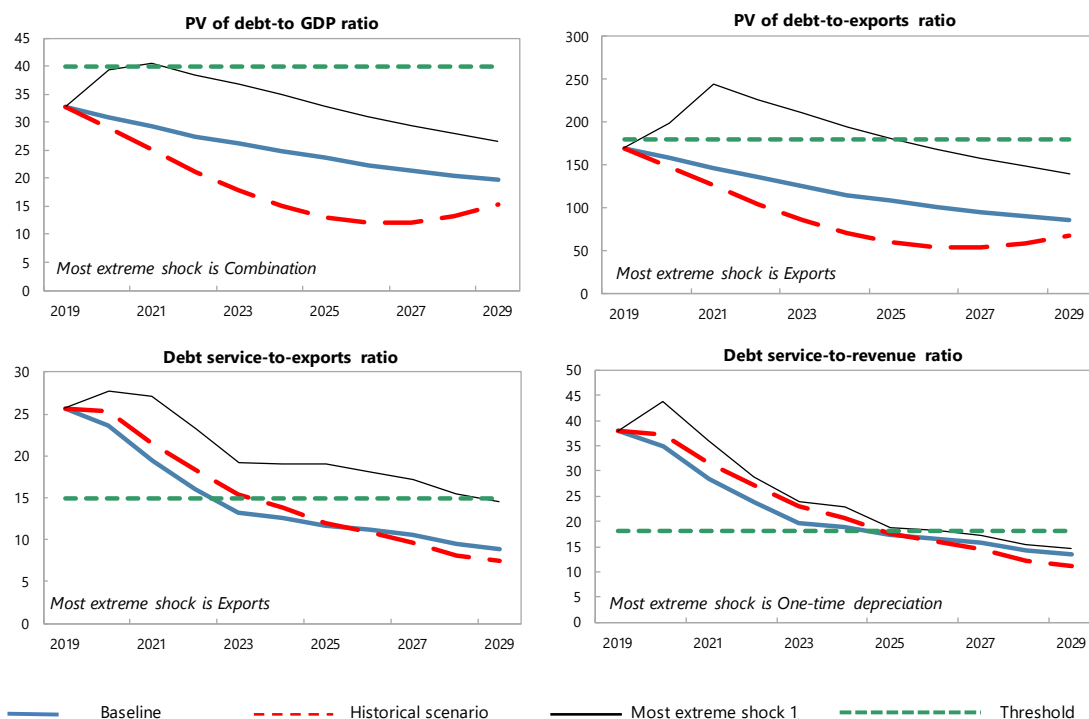 PV of debt-to GDP ratio
45
40
35
30
25
20
15
10
5
0
Most extreme shock is Combination
2019 2021 2023 2025 2027 2029
PV of debt-to-exports ratio
300
250
200
150
100
50
0
Most extreme shock is Exports
2019 2021 2023 2025 2027 2029
Debt service-to-exports ratio
30
25
20
15
10
5
0
Most extreme shock is Exports
2019 2021 2023 2025 2027 2029
Debt service-to-revenue ratio
50
45
40
35
30
25
20
15
10
5
0
Most extreme shock is One-time depreciation
2019 2021 2023 2025 2027 2029
Baseline Historical scenario Most extreme shock 1 Threshold